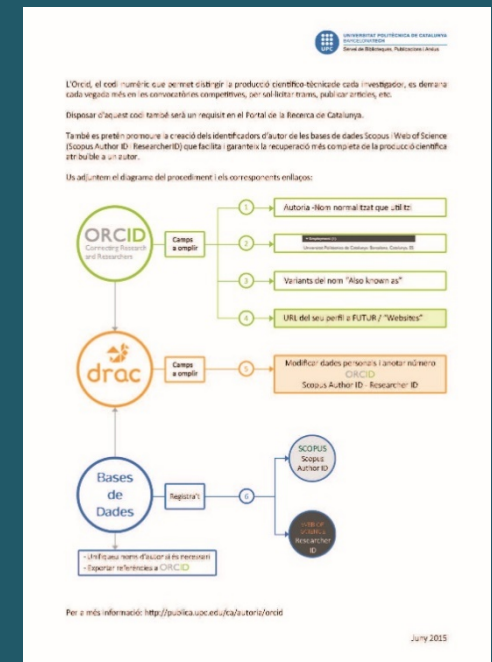 UNIVERSITAT POLITÈCNICA DE CATALUNYA
BARCELONATECH
Servei de Biblioteques, Publicacions i Arxius
UPC
L'Orcid, el codi numèric que permet distingir la producció científico-tècnicade cada investigador, es demana
cada vegada més en les convocatòries competitives, per sol·licitar trams, publicar articles, etc.
Disposar d'aquest codi també serà un requisit en el Portal de la Recerca de Catalunya.
També es pretén promoure la creació dels identificadors d'autor de les bases de dades Scopus i Web of Science
(Scopus Author ID - ResearcherID) que facilita i garanteix la recuperació més completa de la producció científica
atribuïble a un autor.
Us adjuntem el diagrama del procediment i els corresponents enllaços:
ORCID
Connecting Research
and Researchers
Camps
a omplir
1
Autoria -Nom normalitzat que utilitzi
2
Employment
Universitat Politècnica de Catalunya: Barcelona, Catalunya, ES
3
Variants del nom "Also known as"
4
URL del seu perfil a FUTUR / "Websites"
drac
Camps
a omplir
5
Modificar dades personals i anotar número
ORCID
Scopus Author ID - Researcher ID
Bases
de
Dades
Registra't
6
SCOPUS
Scopus
Author ID
WEB OF
SCIENCE
Researcher
ID
- Unifiqueu noms d'autor si és necessari
- Exportar referències a ORCID
Per a més informació: http://publica.upc.edu/ca/autoria/orcid
Juny 2015